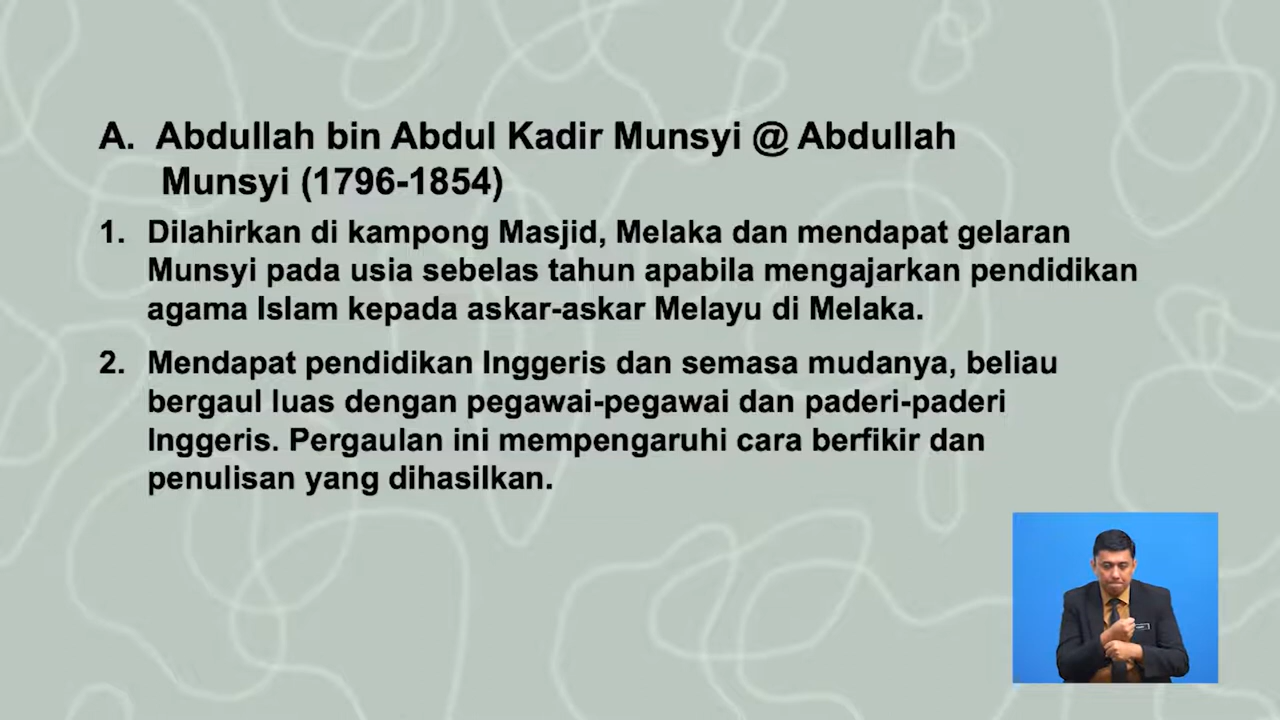 A. Abdullah bin Abdul Kadir Munsyi @ Abdullah
Munsyi (1796-1854)
1. Dilahirkan di kampong Masjid, Melaka dan mendapat gelaran
Munsyi pada usia sebelas tahun apabila mengajarkan pendidikan
agama Islam kepada askar-askar Melayu di Melaka.
2. Mendapat pendidikan Inggeris dan semasa mudanya, beliau
bergaul luas dengan pegawai-pegawai dan paderi-paderi
Inggeris. Pergaulan ini mempengaruhi cara berfikir dan
penulisan yang dihasilkan.